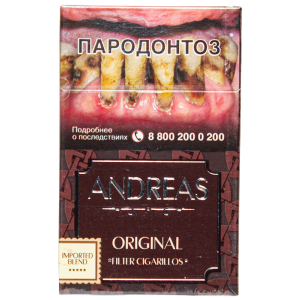 ПАРОДОНТОЗ
Подробнее
о последствиях
8 800 200 0 200
ANDREAS
ORIGINAL
FILTER CIGARILLOS
IMPORTED
BLEND